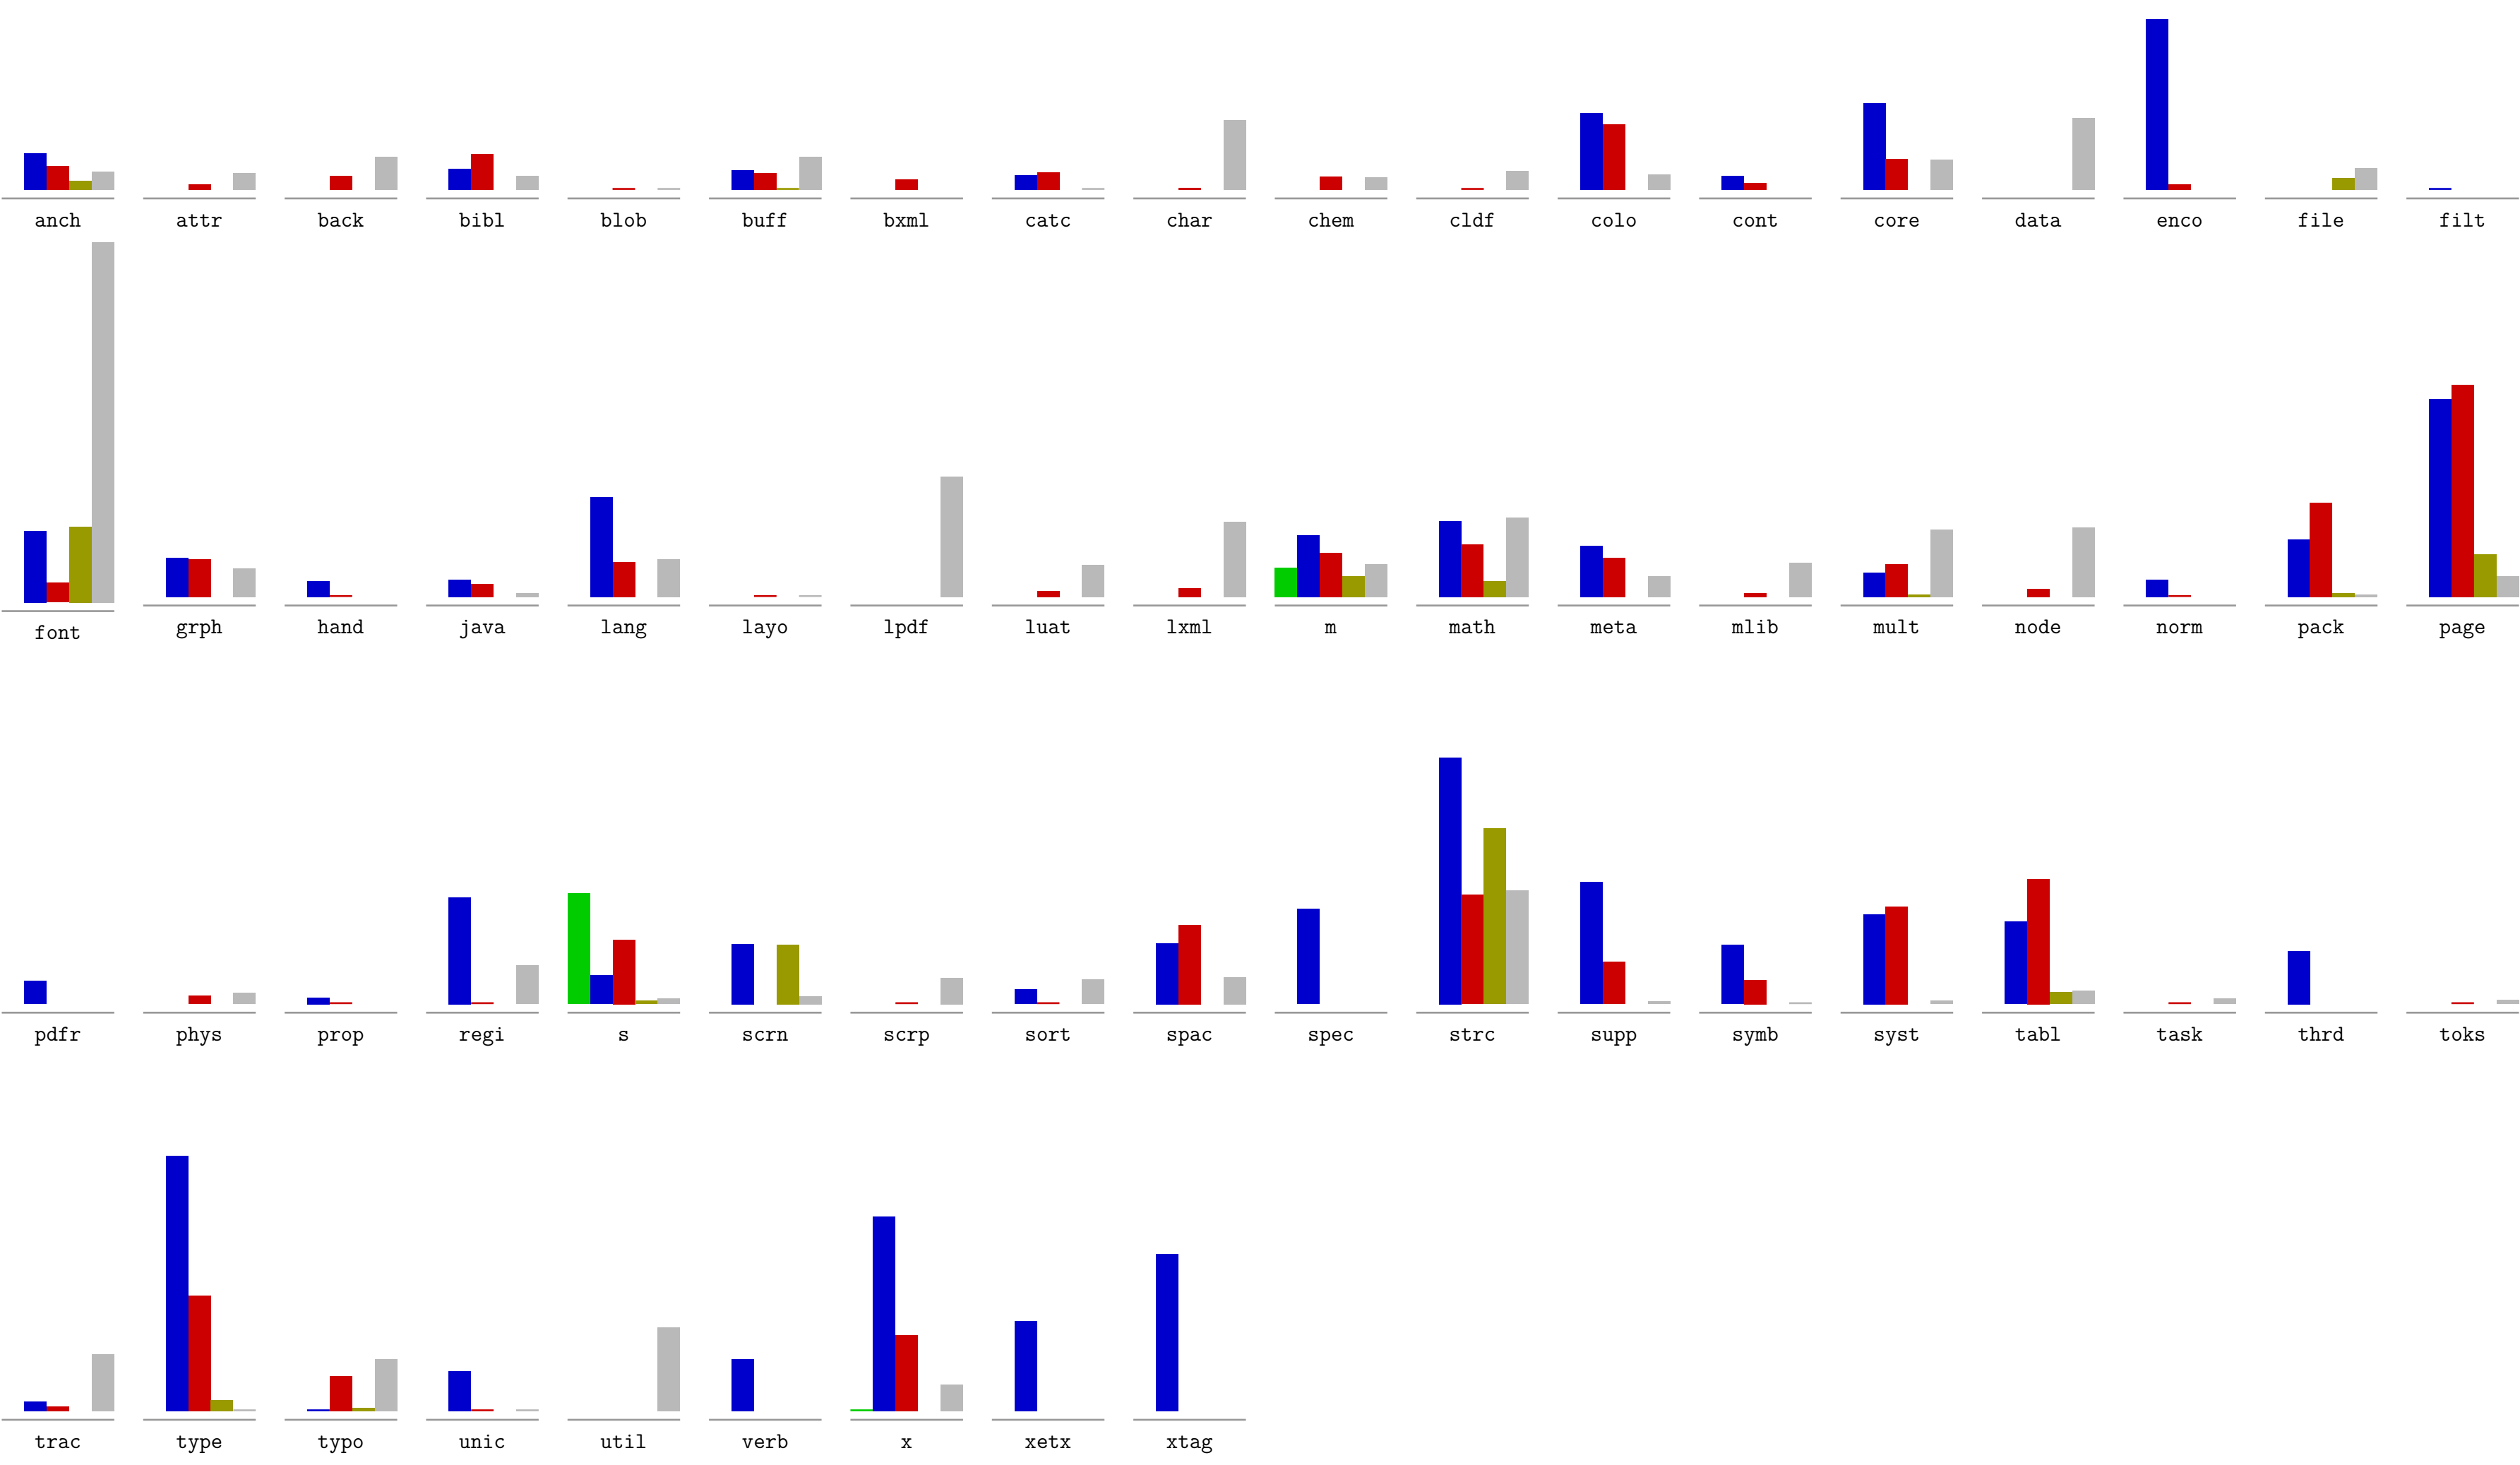 anch attr back bibl blob buff bxml catc char chem cldf colo cont core data enco file filt
font grph hand java lang layo lpdf luat lxml m math meta mlib mult node norm pack page
pdfr phys prop regi s scrn scrp sort spac spec strc supp symb syst tabl task thrd toks
trac type typo unic util verb x xetx xtag